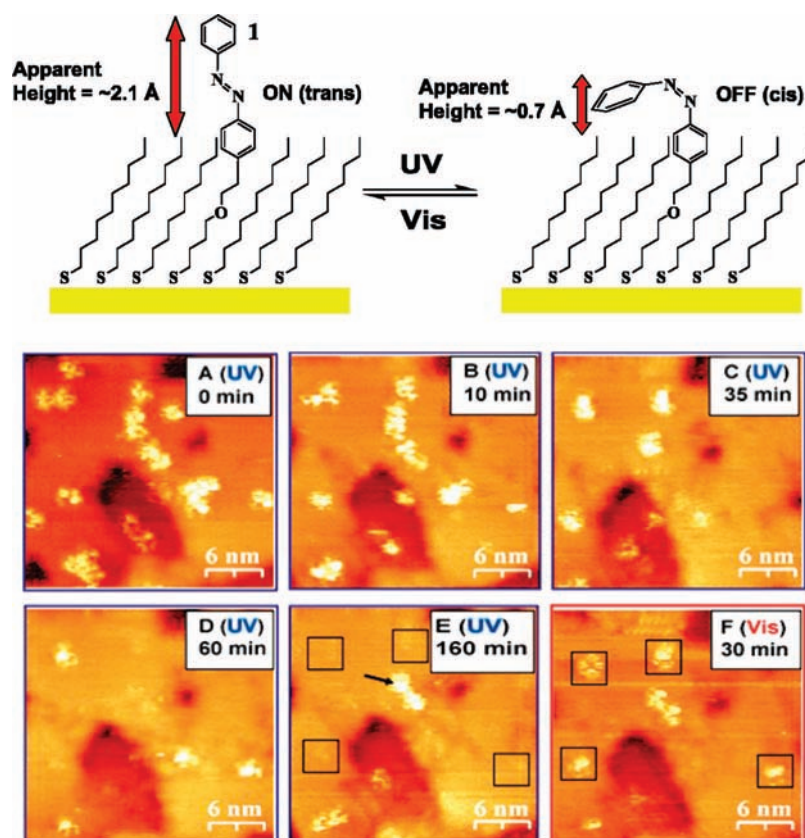 1
Apparent
Height = ~2.1 Å
N
N
ON (trans)
O
S S S S S S S
UV
Vis
Apparent
Height = ~0.7 Å
N
N
OFF (cis)
O
S S S S S S S
A (UV)
0 min
6 nm
B (UV)
10 min
6 nm
C (UV)
35 min
6 nm
D (UV)
60 min
6 nm
E (UV)
160 min
6 nm
F (Vis)
30 min
6 nm